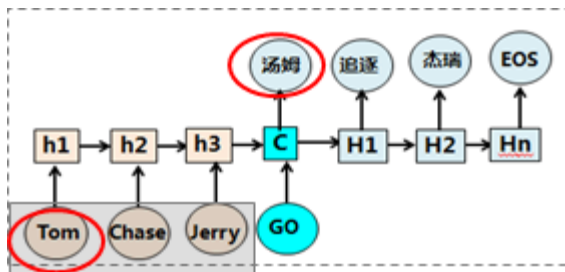 汤姆 追逐 杰瑞 EOS
h1 h2 h3 C H1 H2 Hn
Tom Chase Jerry GO